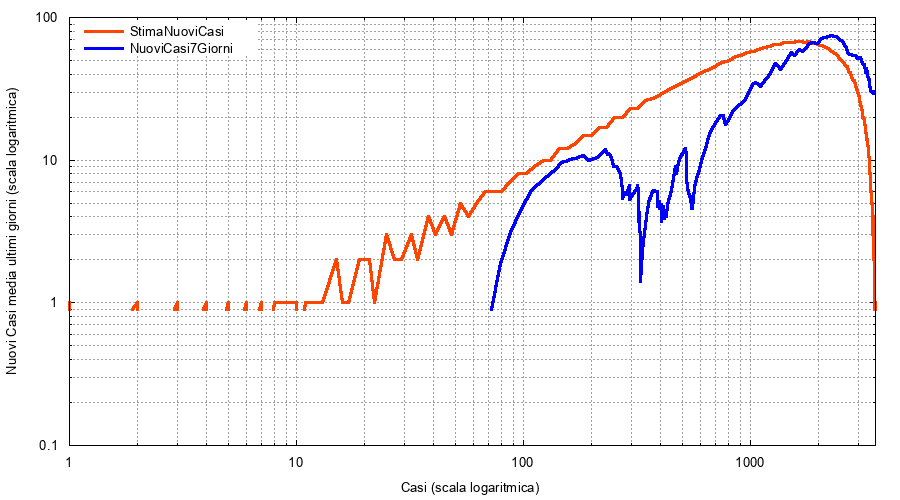 StimaNuoviCasi
NuoviCasi7Giorni
Nuovi Casi media ultimi giorni (scala logaritmica)
100
10
1
0.1
1 10 100 1000
Casi (scala logaritmica)